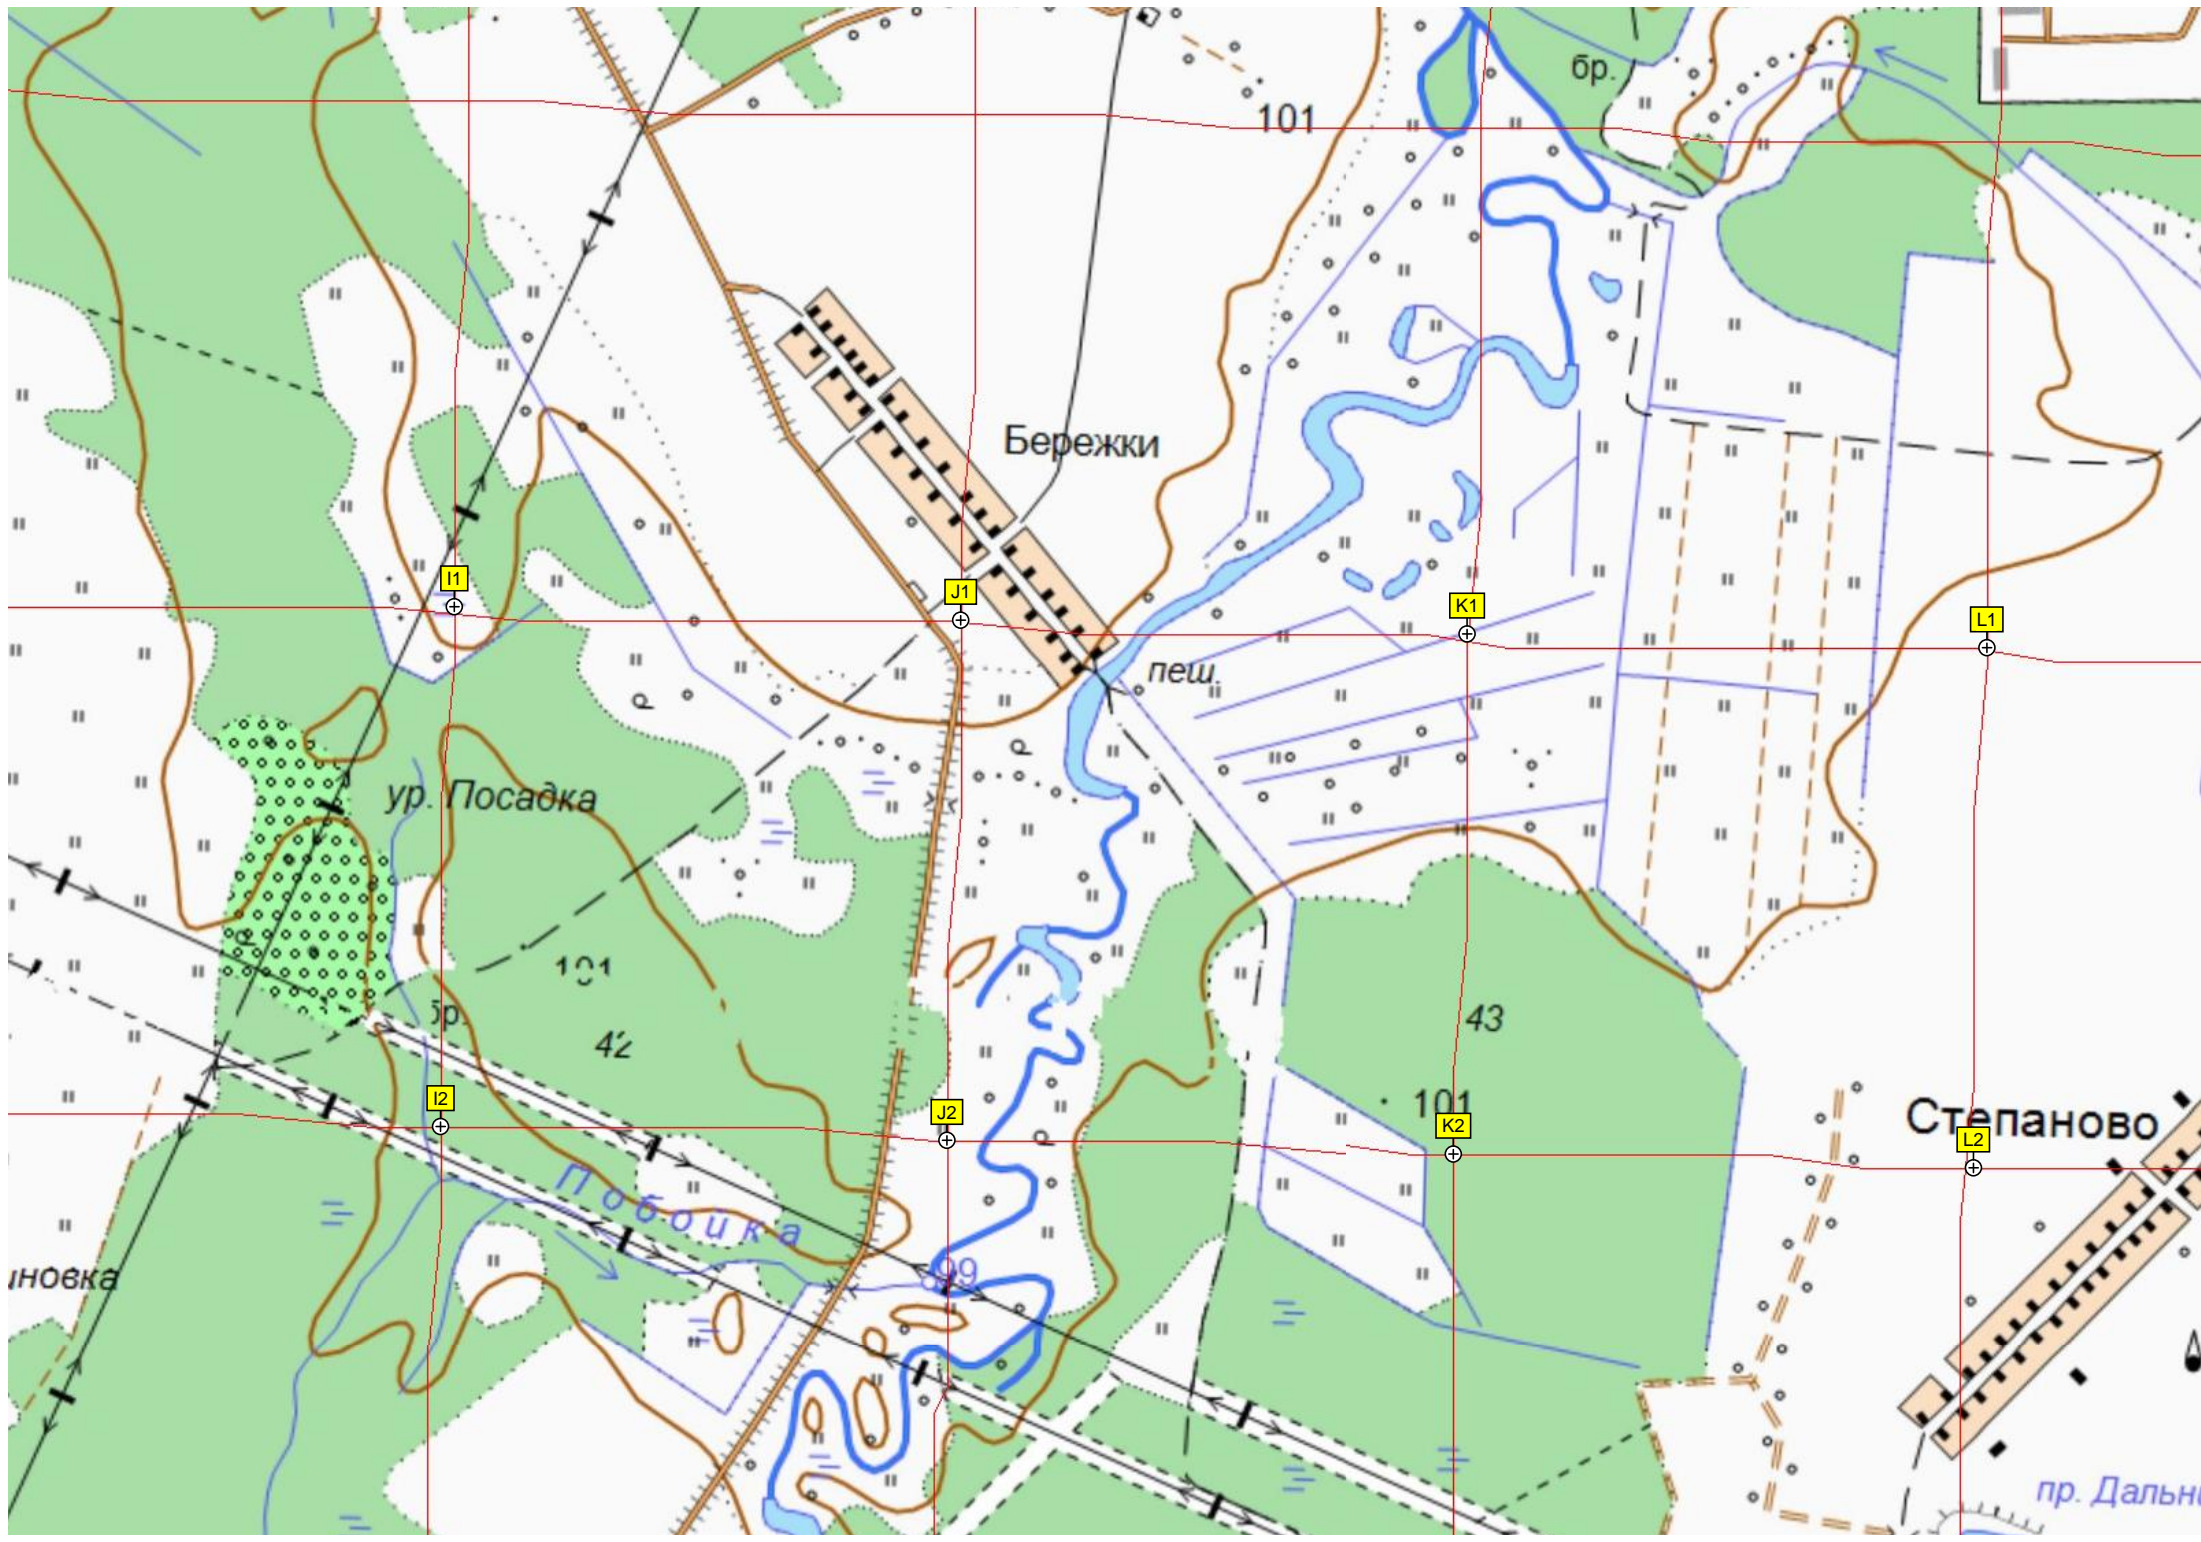 бр.
101
Бережки
I1
J1
K1
L1
пеш.
ур. Посадка
101
бр.
42
43
I2
J2
101
K2
Степаново
L2
Побойка
99
новка
пр. Дальн